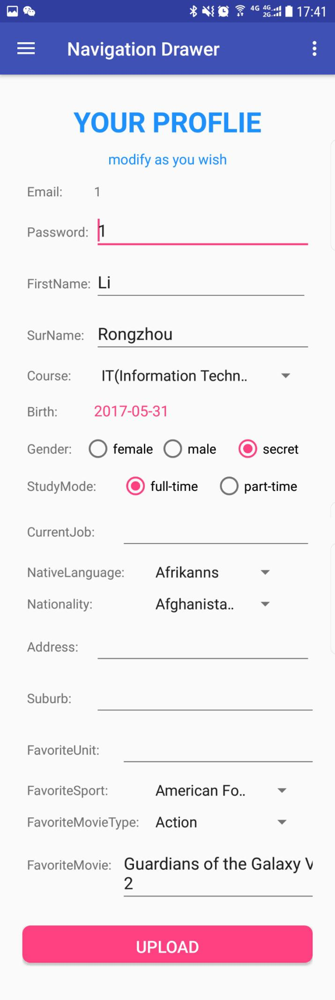 4G 4G 2G 17:41
Navigation Drawer
YOUR PROFLIE
modify as you wish
Email: 1
Password: 1
FirstName: Li
SurName: Rongzhou
Course: IT(Information Techn..
Birth: 2017-05-31
Gender: female male secret
StudyMode: full-time part-time
CurrentJob:
NativeLanguage: Afrikanns
Nationality: Afghanista..
Address:
Suburb:
FavoriteUnit:
FavoriteSport: American Fo..
FavoriteMovieType: Action
FavoriteMovie: Guardians of the Galaxy V
2
UPLOAD